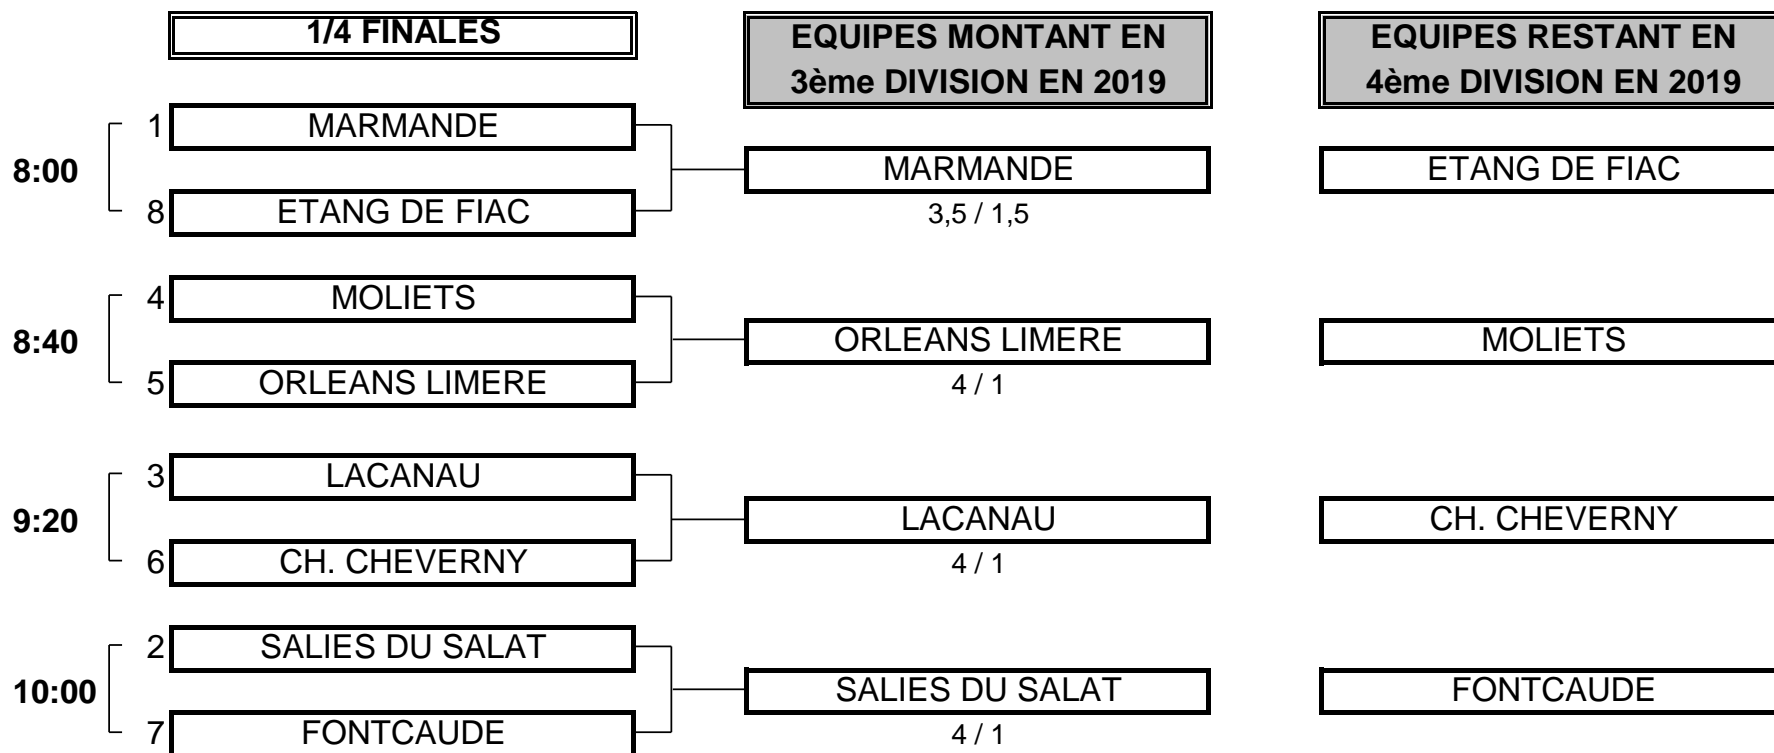 1/4 FINALES
EQUIPES MONTANT EN
3ème DIVISION EN 2019
EQUIPES RESTANT EN
4ème DIVISION EN 2019
8:00
1 MARMANDE
8 ETANG DE FIAC
MARMANDE
3,5 / 1,5
ETANG DE FIAC
8:40
4 MOLIETS
5 ORLEANS LIMERE
ORLEANS LIMERE
4 / 1
MOLIETS
9:20
3 LACANAU
6 CH. CHEVERNY
LACANAU
4 / 1
CH. CHEVERNY
10:00
2 SALIES DU SALAT
7 FONTCAUDE
SALIES DU SALAT
4 / 1
FONTCAUDE